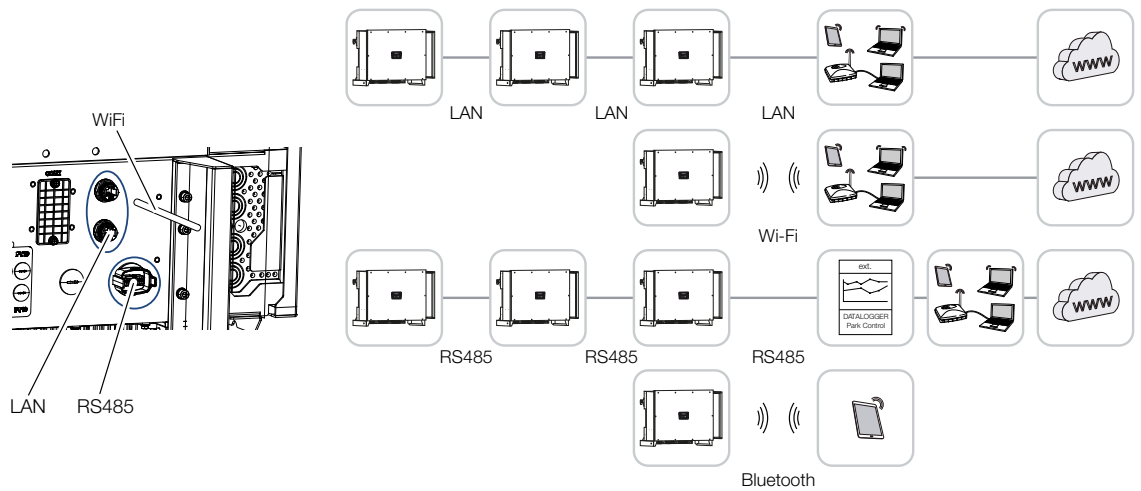 WiFi
LAN
RS485
LAN
LAN
LAN
www
Wi-Fi
www
ext.
DATALOGGER
Park Control
www
RS485
RS485
RS485
Bluetooth